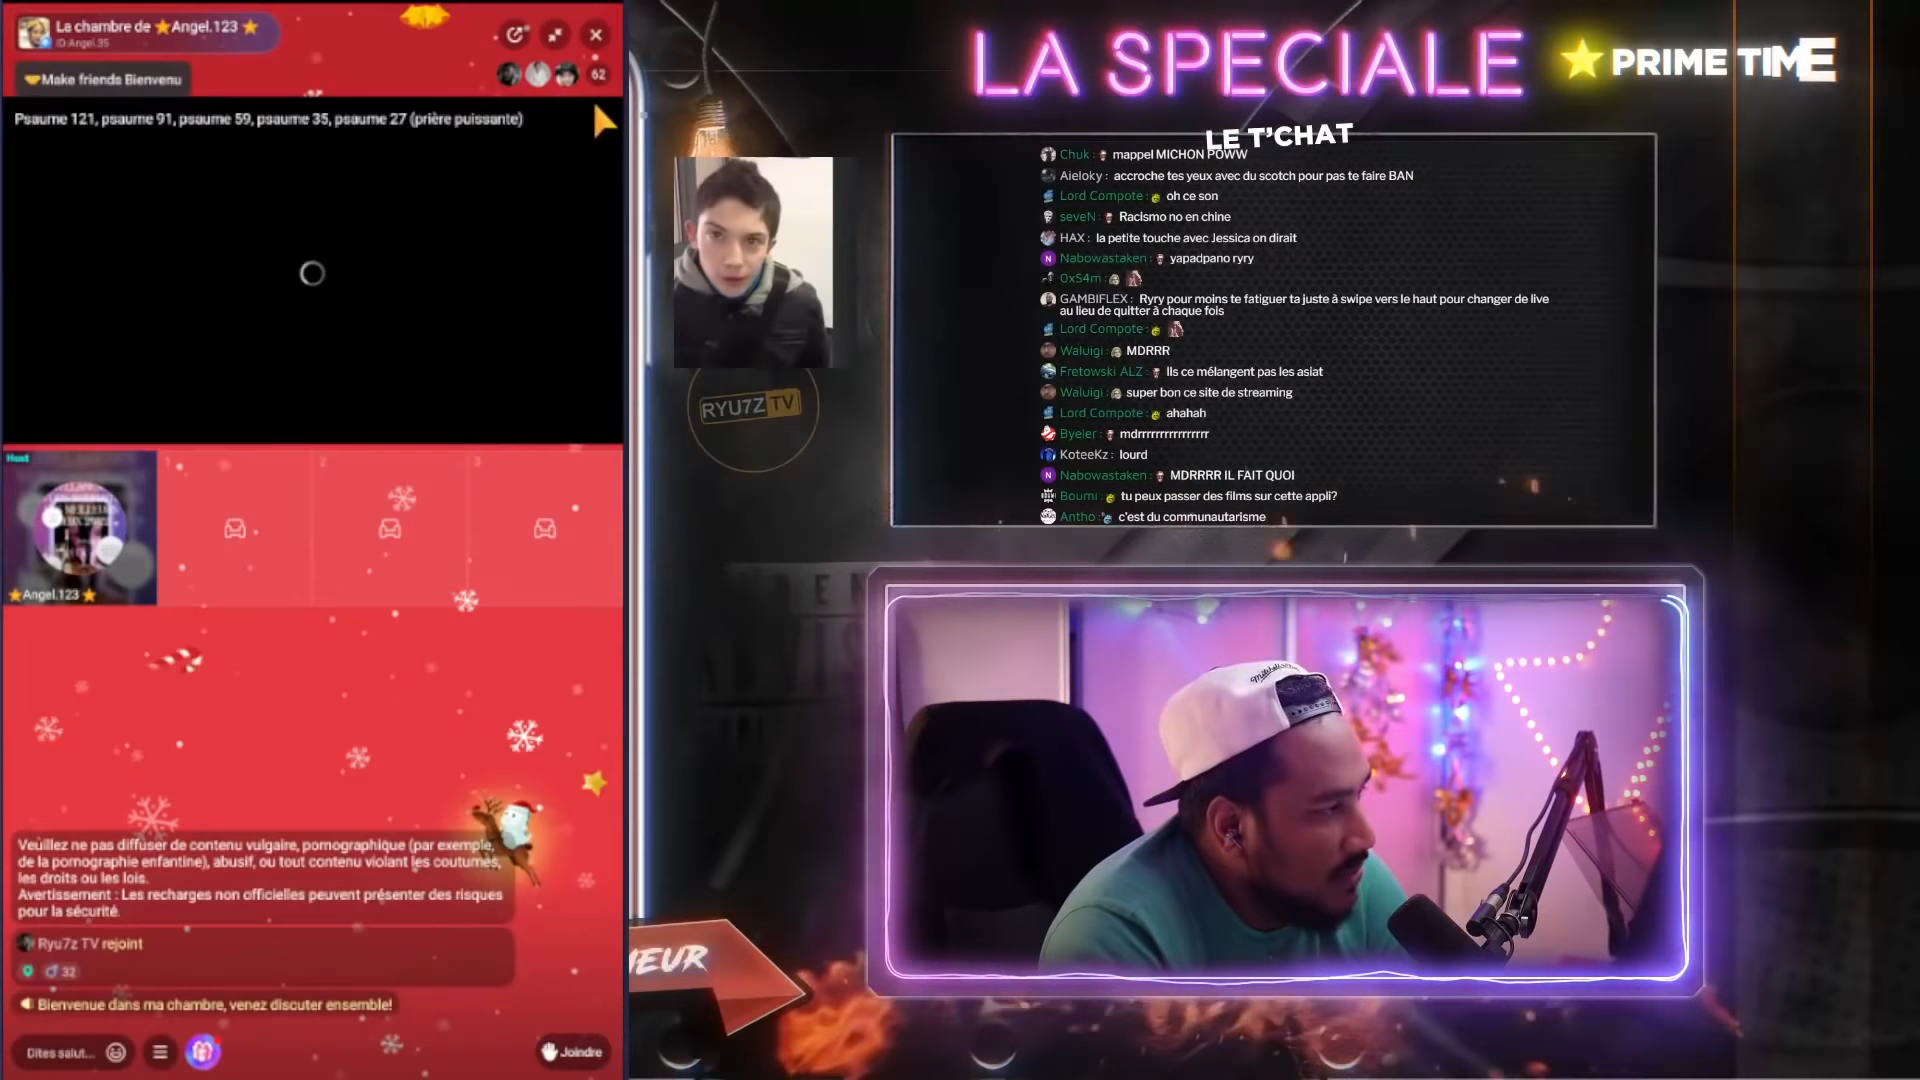 La chambre de ⭐Angel.123 ⭐
ID:Angel.35
62
🤝Make friends Bienvenu
Psaume 121, psaume 91, psaume 59, psaume 35, psaume 27 (prière puissante)
Host
1
2
3
⭐Angel.123 ⭐
Veuillez ne pas diffuser de contenu vulgaire, pornographique (par exemple,
de la pornographie enfantine), abusif, ou tout contenu violant les coutumes,
les droits ou les lois.
Avertissement : Les recharges non officielles peuvent présenter des risques
pour la sécurité.
Ryu7z TV rejoint
32
Bienvenue dans ma chambre, venez discuter ensemble!
Dites salut...
Joindre
LA SPECIALE
PRIME TIME
LE T'CHAT
Chuk : mappel MICHON POWW
Aieloky : accroche tes yeux avec du scotch pour pas te faire BAN
Lord Compote : oh ce son
seveN : Racismo no en chine
HAX : la petite touche avec Jessica on dirait
Nabowastaken : yapadpano ryry
0xS4m :
GAMBIFLEX : Ryry pour moins te fatiguer ta juste à swipe vers le haut pour changer de live
au lieu de quitter à chaque fois
Lord Compote :
Waluigi : MDRRR
Fretowski ALZ : Ils ce mélangent pas les asiat
Waluigi : super bon ce site de streaming
Lord Compote : ahahah
Byeler : mdrrrrrrrrrrrrrrr
KoteeKz : lourd
Nabowastaken : MDRRRR IL FAIT QUOI
Boumi : tu peux passer des films sur cette appli?
Antho : c'est du communautarisme
RYU7Z TV